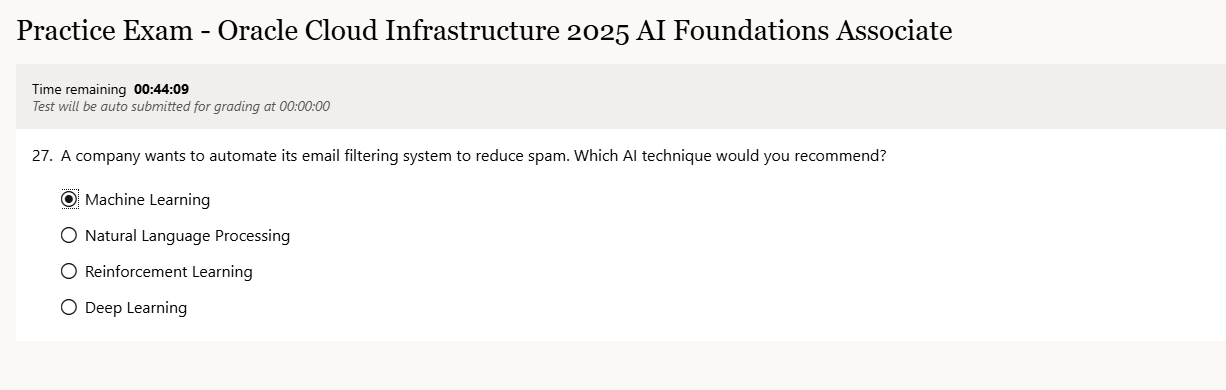 Practice Exam - Oracle Cloud Infrastructure 2025 AI Foundations Associate
Time remaining 00:44:09
Test will be auto submitted for grading at 00:00:00
27. A company wants to automate its email filtering system to reduce spam. Which AI technique would you recommend?
Machine Learning
Natural Language Processing
Reinforcement Learning
Deep Learning